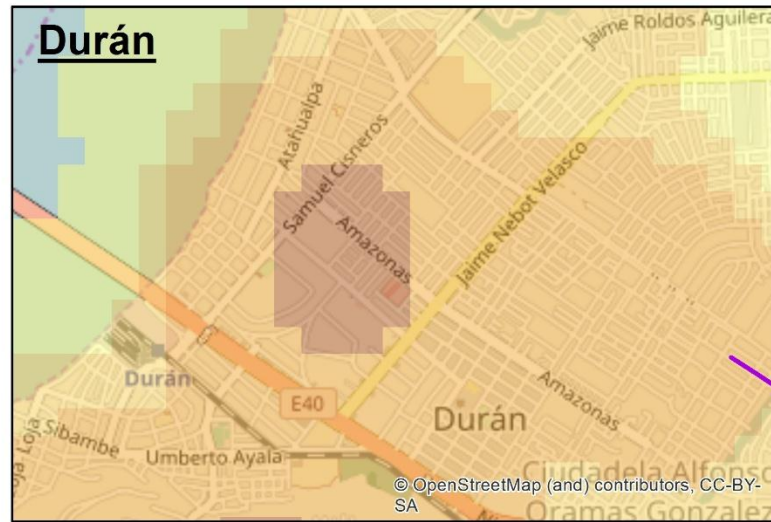 Durán
Jaime Roldos Aguilera
Atahualpa
Samuel Cisneros
Amazonas
Jaime Nebot Velasco
Durán
E40
Amazonas
Durán
Sibambe
Umberto Ayala
Loja
Ciudadela Alfonso
© OpenStreetMap (and) contributors, CC-BY-
SA
Oramas Gonzalez